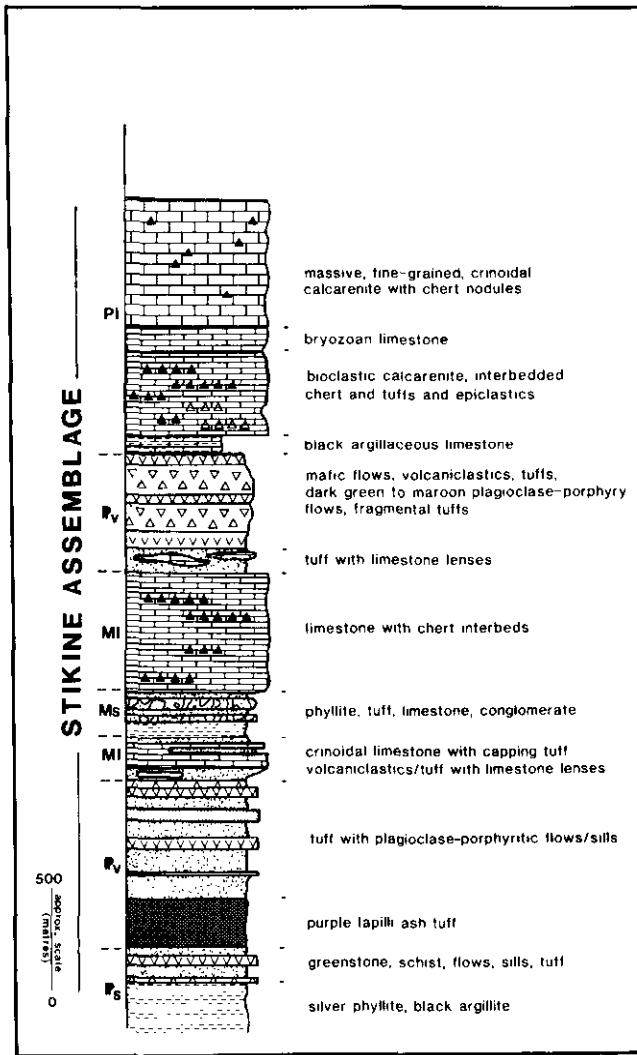 massive, fine-grained, crinoidal
calcarenite with chert nodules
Pl
bryozoan limestone
bioclastic calcarenite, interbedded
chert and tuffs and epiclastics
black argillaceous limestone
mafic flows, volcaniclastics, tuffs,
dark green to maroon plagioclase-porphyry
flows, fragmental tuffs
Pv
tuff with limestone lenses
STIKINE ASSEMBLAGE
Ml
limestone with chert interbeds
Ms
phyllite, tuff, limestone, conglomerate
Ml
crinoidal limestone with capping tuff
volcaniclastics/tuff with limestone lenses
tuff with plagioclase-porphyritic flows/sills
Pv
500
approx. scale
(metres)
0
purple lapilli ash tuff
greenstone, schist, flows, sills, tuff
Ps
silver phyllite, black argillite